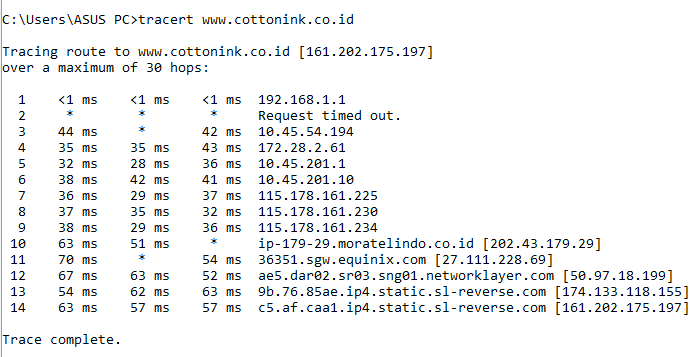 C:\Users\ASUS PC>tracert www.cottonink.co.id
Tracing route to www.cottonink.co.id [161.202.175.197]
over a maximum of 30 hops:
1 <1 ms <1 ms <1 ms 192.168.1.1
2 * * * Request timed out.
3 44 ms * 42 ms 10.45.54.194
4 35 ms 35 ms 43 ms 172.28.2.61
5 32 ms 28 ms 36 ms 10.45.201.1
6 38 ms 42 ms 41 ms 10.45.201.10
7 36 ms 29 ms 37 ms 115.178.161.225
8 37 ms 35 ms 32 ms 115.178.161.230
9 38 ms 29 ms 36 ms 115.178.161.234
10 63 ms 51 ms * ip-179-29.moratelindo.co.id [202.43.179.29]
11 70 ms * 54 ms 36351.sgw.equinix.com [27.111.228.69]
12 67 ms 63 ms 52 ms ae5.dar02.sr03.sng01.networklayer.com [50.97.18.199]
13 54 ms 62 ms 63 ms 9b.76.85ae.ip4.static.sl-reverse.com [174.133.118.155]
14 63 ms 57 ms 57 ms c5.af.caa1.ip4.static.sl-reverse.com [161.202.175.197]
Trace complete.